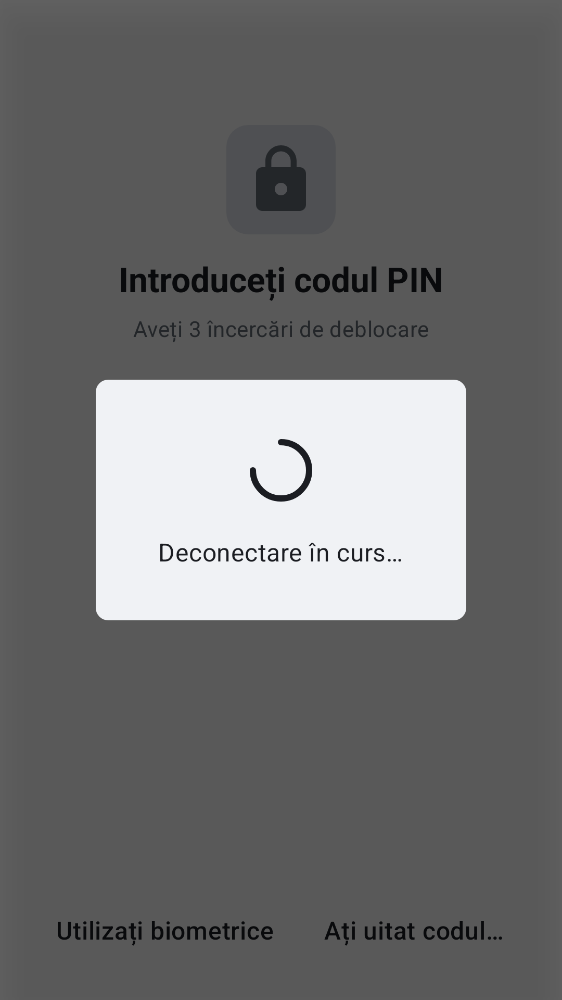 Introduceți codul PIN
Aveți 3 încercări de deblocare
Deconectare în curs…
Utilizați biometrice
Ați uitat codul…